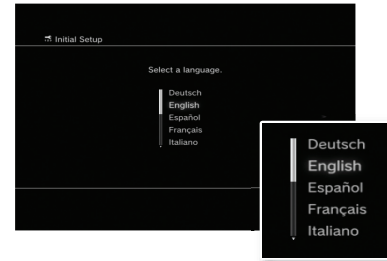 Initial Setup
Select a language.
Deutsch
English
Español
Français
Italiano
Deutsch
English
Español
Français
Italiano